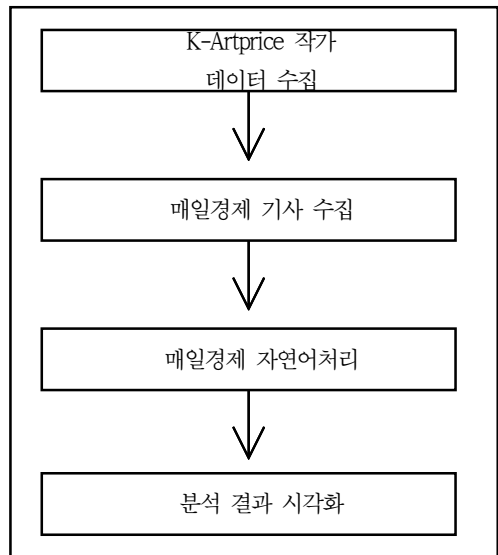 K-Artprice 작가
데이터 수집
매일경제 기사 수집
매일경제 자연어처리
분석 결과 시각화